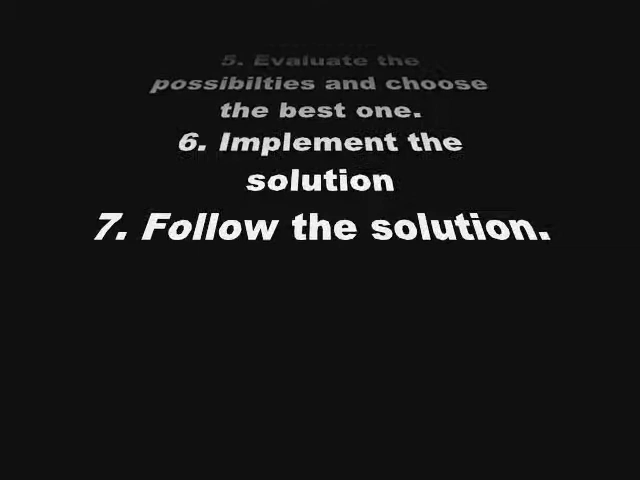 5. Evaluate the
possibilties and choose
the best one.
6. Implement the
solution
7. Follow the solution.